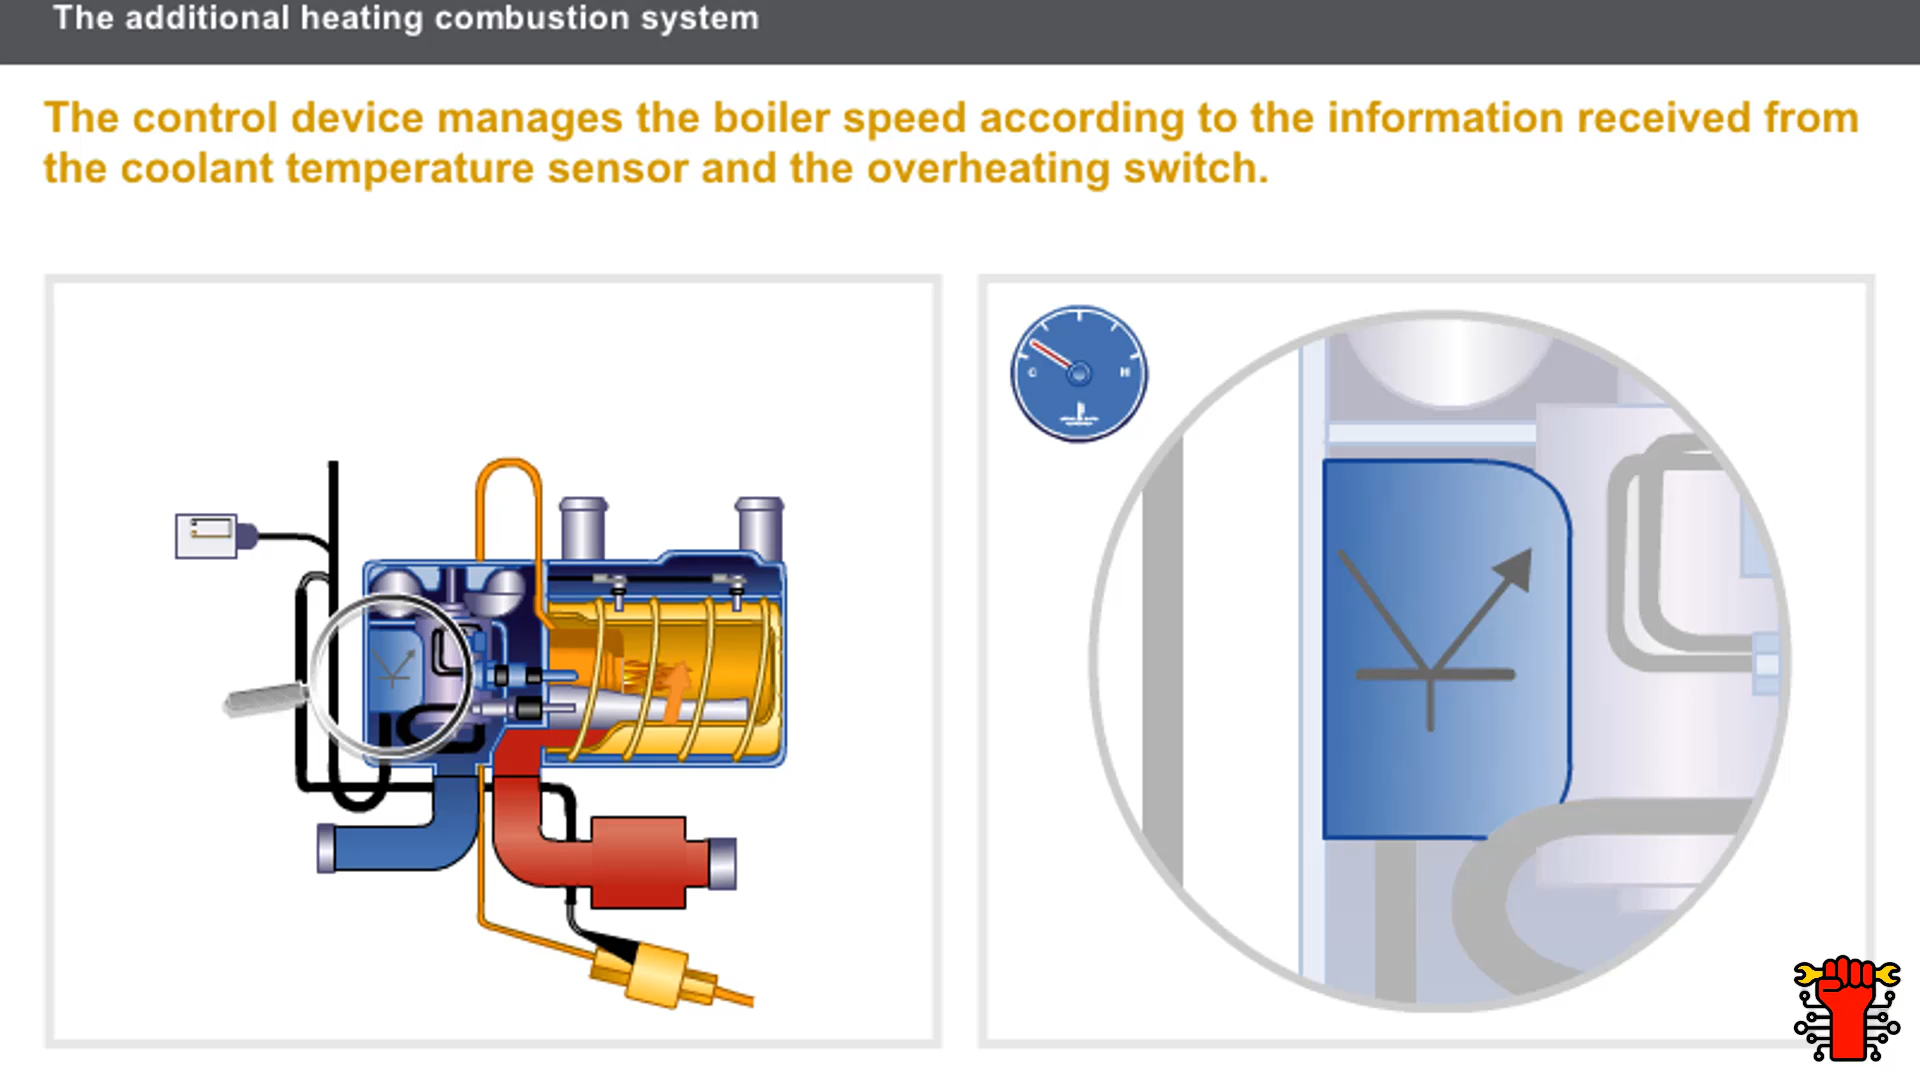 The additional heating combustion system
The control device manages the boiler speed according to the information received from
the coolant temperature sensor and the overheating switch.
C H